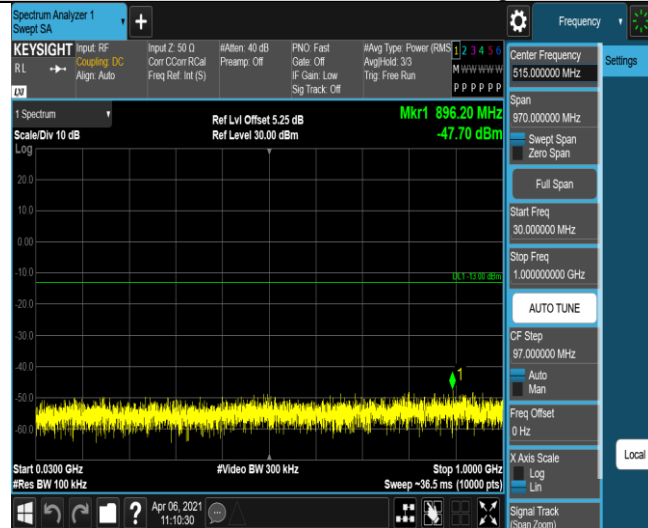 Spectrum Analyzer 1
Swept SA
+
Frequency
KEYSIGHT
R L
LXI
Input: RF
Coupling: DC
Align: Auto
Input Z: 50 Ω
Corr CCorr RCal
Freq Ref: Int (S)
#Atten: 40 dB
Preamp: Off
PNO: Fast
Gate: Off
IF Gain: Low
Sig Track: Off
#Avg Type: Power (RMS
Avg|Hold: 3/3
Trig: Free Run
1 2 3 4 5 6
M W W W W W
P P P P P P
1 Spectrum
Scale/Div 10 dB
Log
Ref Lvl Offset 5.25 dB
Ref Level 30.00 dBm
Mkr1 896.20 MHz
-47.70 dBm
20.0
10.0
0.00
-10.0
DL1 -13.00 dBm
-20.0
-30.0
-40.0
1
-50.0
-60.0
Start 0.0300 GHz
#Res BW 100 kHz
#Video BW 300 kHz
Stop 1.0000 GHz
Sweep ~36.5 ms (10000 pts)
Apr 06, 2021
11:10:30
?
Center Frequency
515.000000 MHz
Settings
Span
970.000000 MHz
Swept Span
Zero Span
Full Span
Start Freq
30.000000 MHz
Stop Freq
1.000000000 GHz
AUTO TUNE
CF Step
97.000000 MHz
Auto
Man
Freq Offset
0 Hz
X Axis Scale
Log
Lin
Local
Signal Track
(Span Zoom)